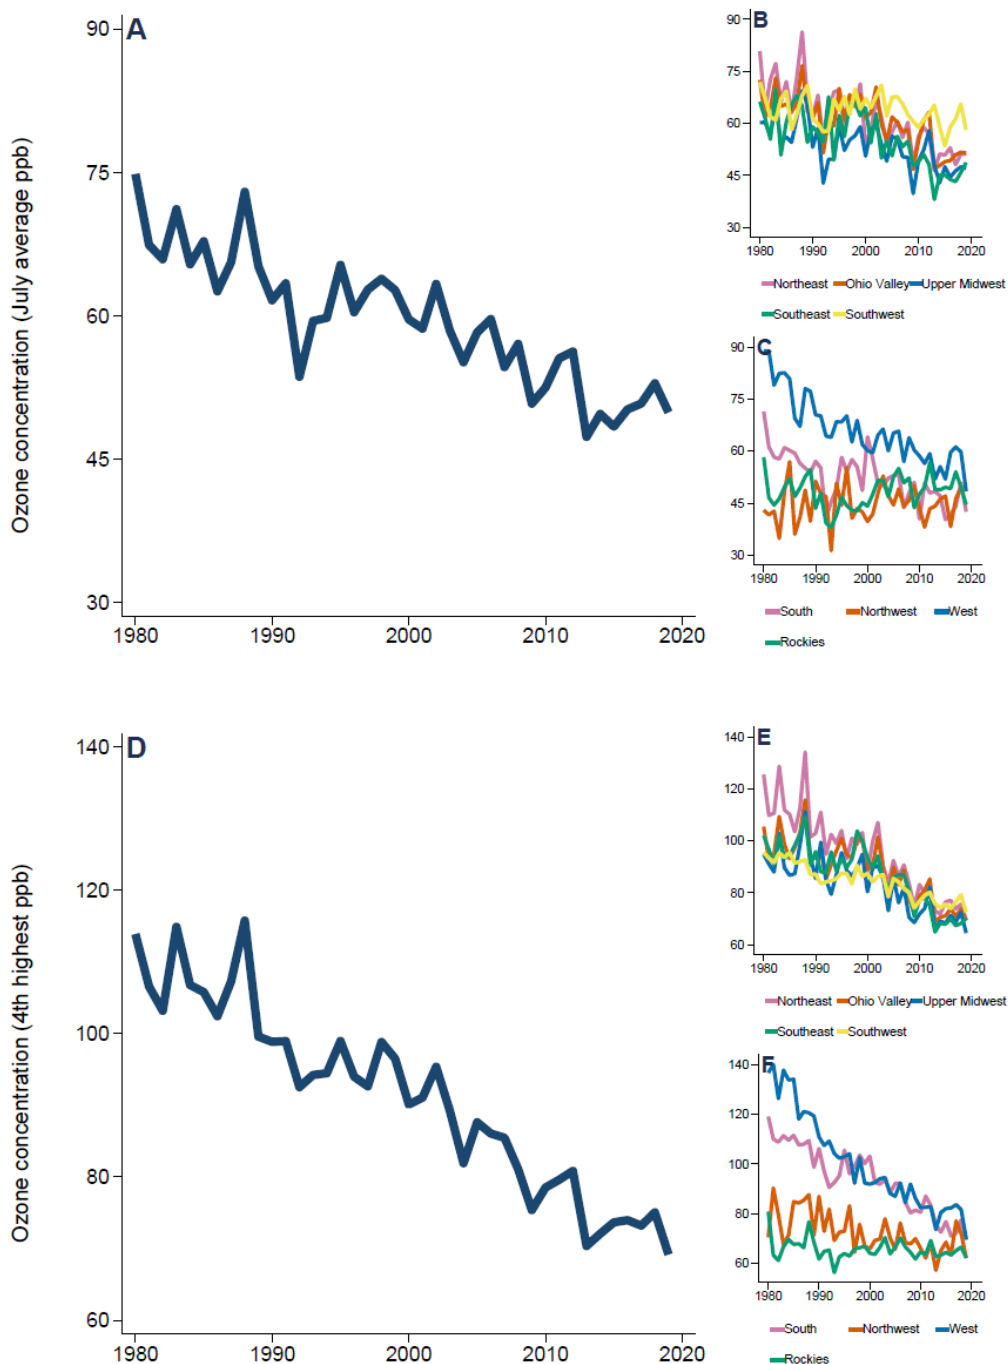 A
90
75
60
45
30
Ozone concentration (July average ppb)
1980 1990 2000 2010 2020
B
90
75
60
45
30
1980 1990 2000 2010 2020
Northeast Ohio Valley Upper Midwest
Southeast Southwest
C
90
75
60
45
30
1980 1990 2000 2010 2020
South Northwest West
Rockies
D
140
120
100
80
60
Ozone concentration (4th highest ppb)
1980 1990 2000 2010 2020
E
140
120
100
80
60
1980 1990 2000 2010 2020
Northeast Ohio Valley Upper Midwest
Southeast Southwest
F
140
120
100
80
60
1980 1990 2000 2010 2020
South Northwest West
Rockies